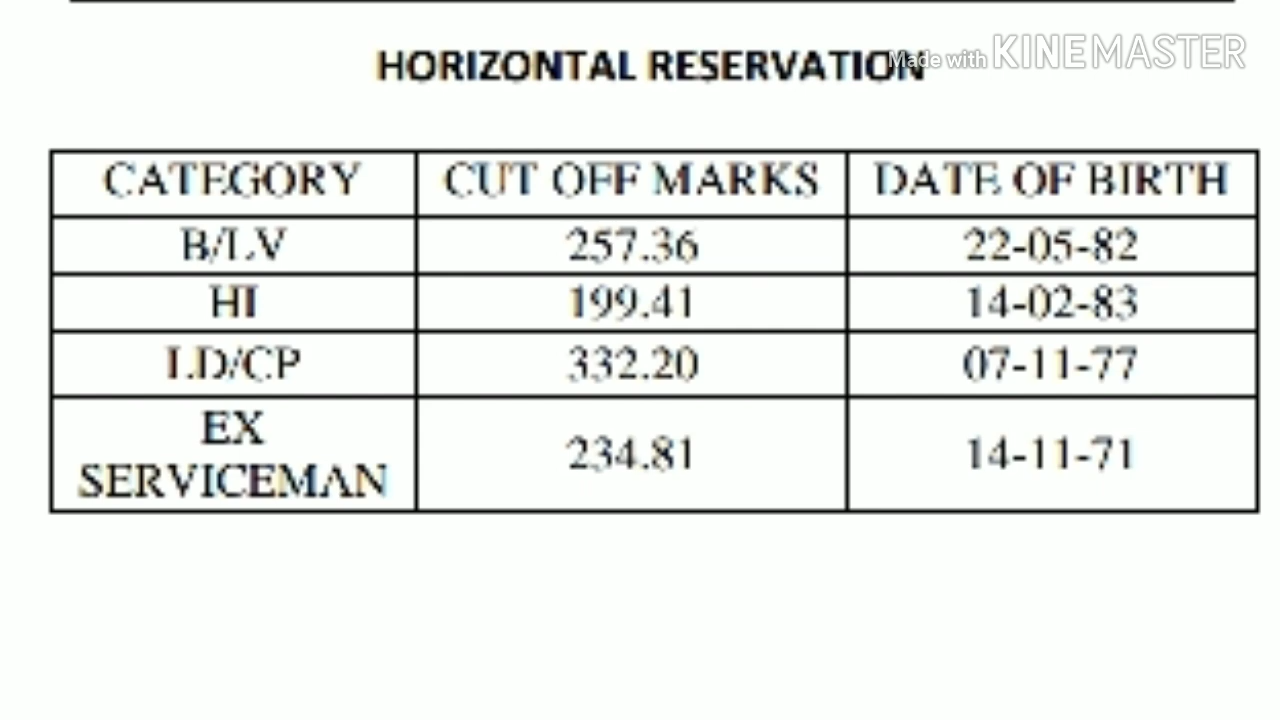 HORIZONTAL RESERVATION
Made with KINEMASTER
CATEGORY CUT OFF MARKS DATE OF BIRTH
B/LV 257.36 22-05-82
HI 199.41 14-02-83
LD/CP 332.20 07-11-77
EX
SERVICEMAN 234.81 14-11-71